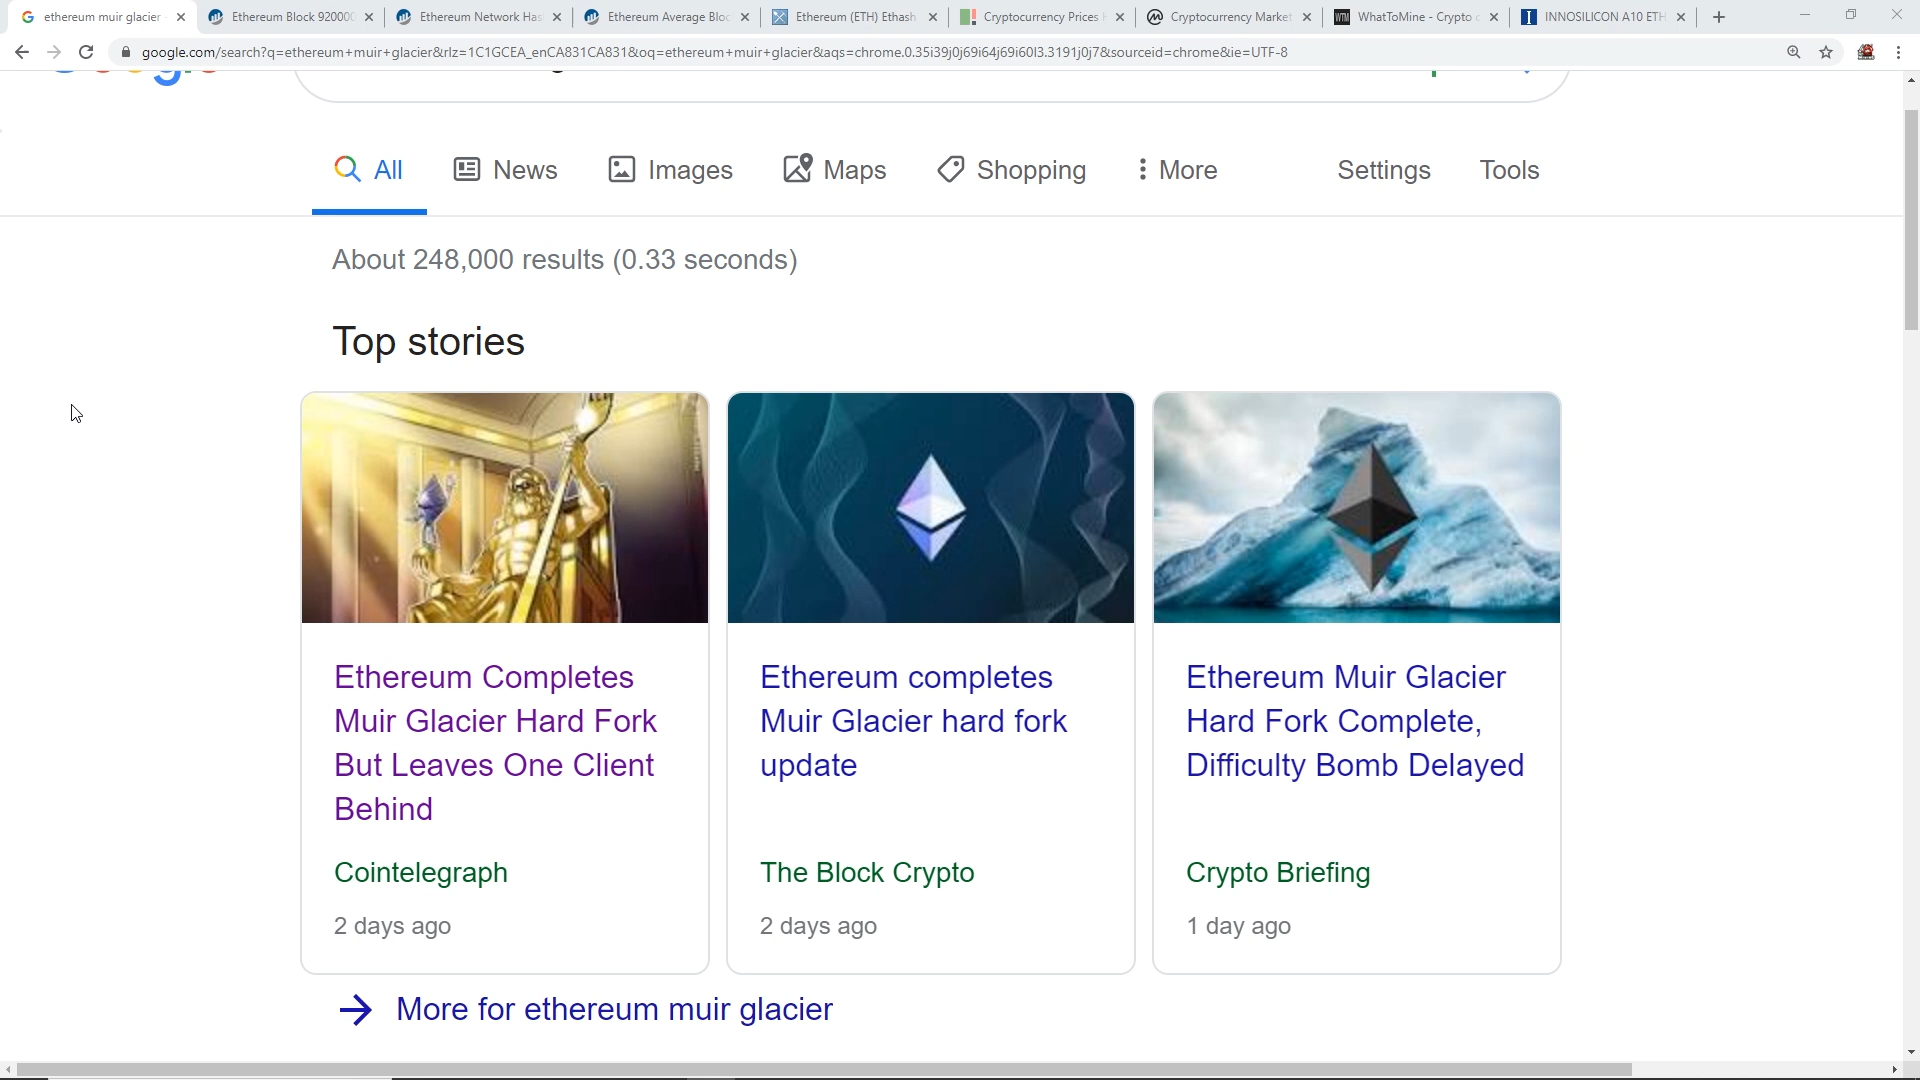 ethereum muir glacier
Ethereum Block 920000
Ethereum Network Has
Ethereum Average Bloc
Ethereum (ETH) Ethash
Cryptocurrency Prices
Cryptocurrency Market
WTM
WhatToMine - Crypto
INNOSILICON A10 ETH
google.com/search?q=ethereum+muir+glacier&rlz=1C1GCEA_enCA831CA831&oq=ethereum+muir+glacier&aqs=chrome.0.35i39j0j69i64j69i60l3.3191j0j7&sourceid=chrome&ie=UTF-8
All
News
Images
Maps
Shopping
More
Settings
Tools
About 248,000 results (0.33 seconds)
Top stories
Ethereum Completes
Muir Glacier Hard Fork
But Leaves One Client
Behind
Cointelegraph
2 days ago
Ethereum completes
Muir Glacier hard fork
update
The Block Crypto
2 days ago
Ethereum Muir Glacier
Hard Fork Complete,
Difficulty Bomb Delayed
Crypto Briefing
1 day ago
More for ethereum muir glacier